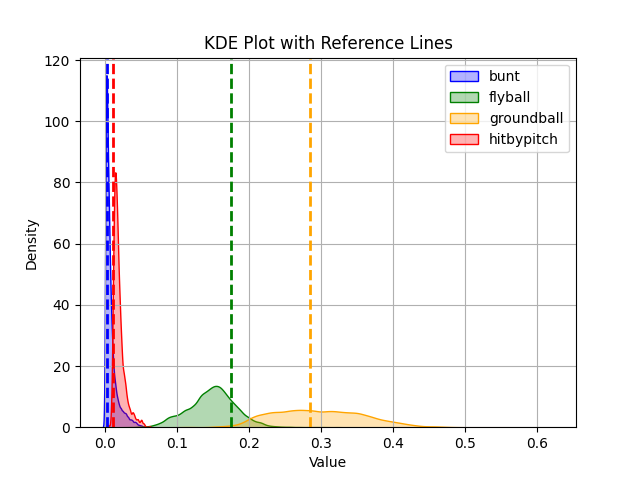 KDE Plot with Reference Lines
120
100
80
60
40
20
0
Density
bunt
flyball
groundball
hitbypitch
0.0 0.1 0.2 0.3 0.4 0.5 0.6
Value